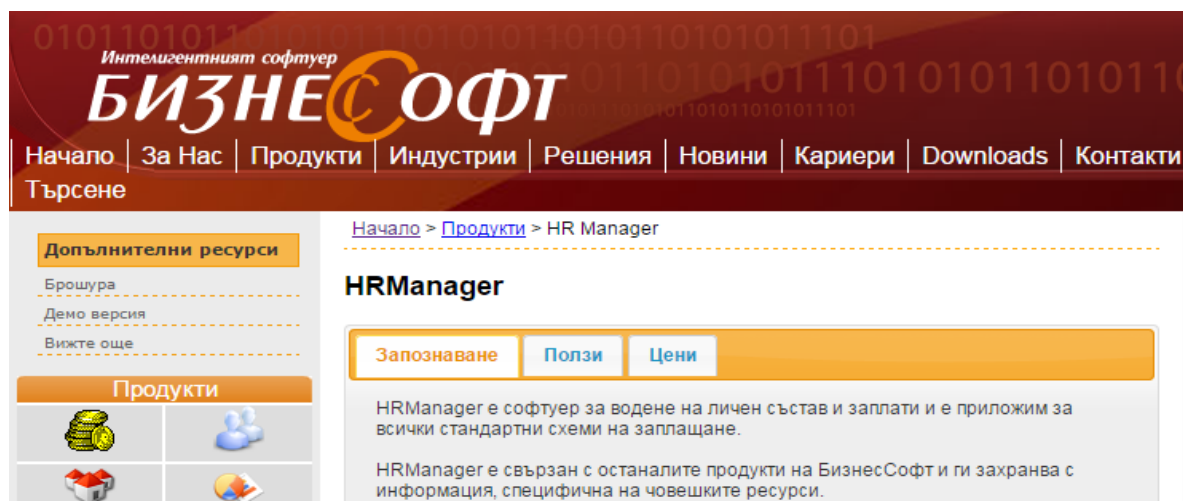 010110101
01110101011010110101011101
Интелигентният софтуер
БИЗНЕССОФТ
Начало | За Нас | Продукти | Индустрии | Решения | Новини | Кариери | Downloads | Контакти
Търсене
Допълнителни ресурси
Брошура
Демо версия
Вижте още
Продукти
Начало > Продукти > HR Manager
HRManager
Запознаване Ползи Цени
HRManager е софтуер за водене на личен състав и заплати и е приложим за
всички стандартни схеми на заплащане.
HRManager е свързан с останалите продукти на БизнесСофт и ги захранва с
информация, специфична на човешките ресурси.